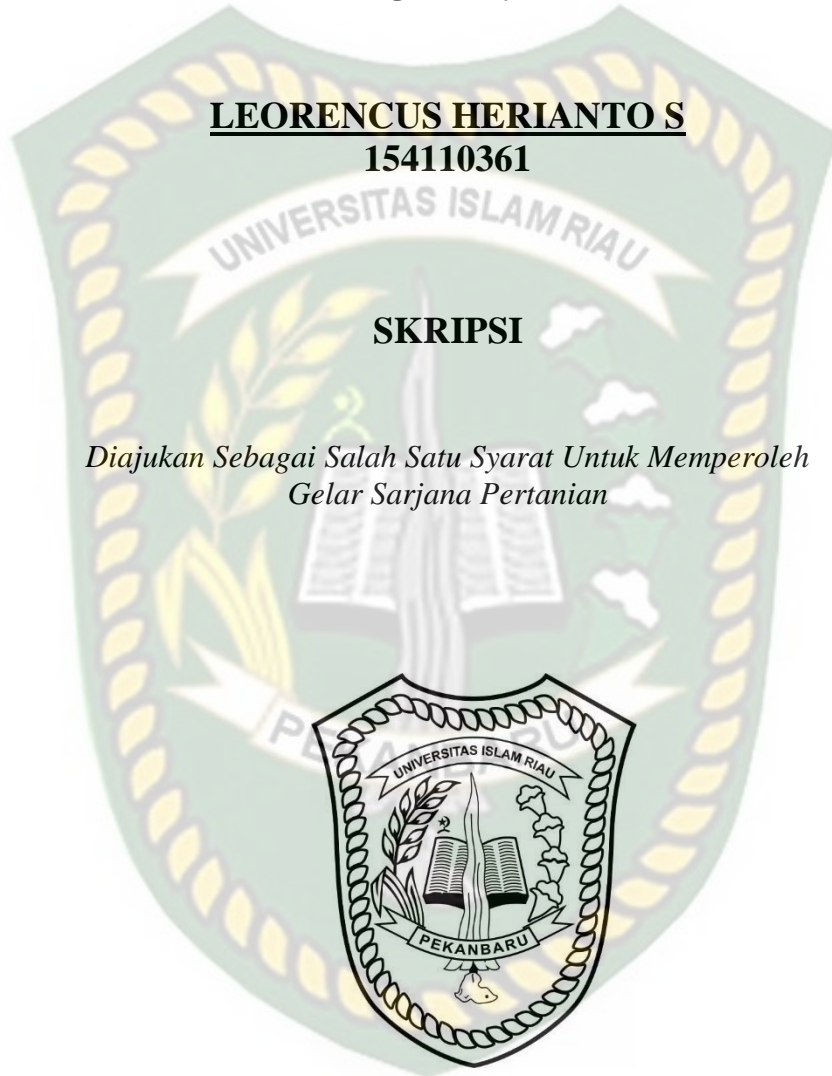 LEORENCUS HERIANTO S
154110361
UNIVERSITAS ISLAM RIAU
SKRIPSI
Diajukan Sebagai Salah Satu Syarat Untuk Memperoleh
Gelar Sarjana Pertanian
PEKANBARU
UNIVERSITAS ISLAM RIAU
PEKANBARU